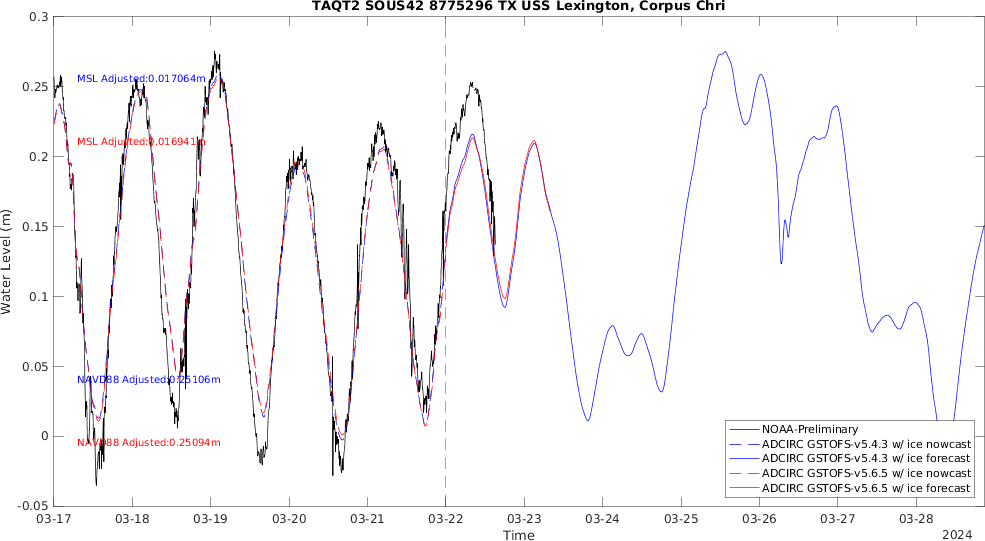 TAQT2 SOUS42 8775296 TX USS Lexington, Corpus Chri
0.3
0.25
0.2
0.15
0.1
0.05
0
-0.05
Water Level (m)
MSL Adjusted:0.017064m
MSL Adjusted:0.016941m
NAVD88 Adjusted:0.25106m
NAVD88 Adjusted:0.25094m
NOAA-Preliminary
ADCIRC GSTOFS-v5.4.3 w/ ice nowcast
ADCIRC GSTOFS-v5.4.3 w/ ice forecast
ADCIRC GSTOFS-v5.6.5 w/ ice nowcast
ADCIRC GSTOFS-v5.6.5 w/ ice forecast
03-17 03-18 03-19 03-20 03-21 03-22 03-23 03-24 03-25 03-26 03-27 03-28
Time
2024